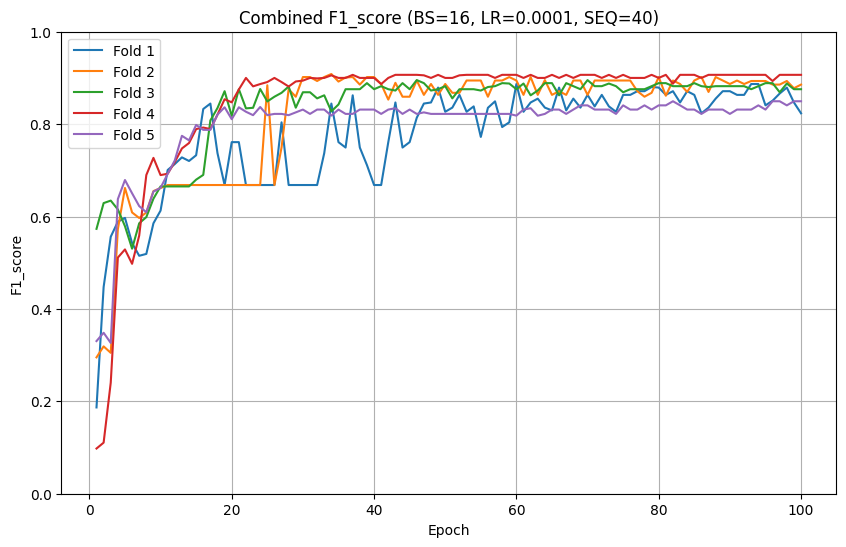 Combined F1_score (BS=16, LR=0.0001, SEQ=40)
Fold 1
Fold 2
Fold 3
Fold 4
Fold 5
F1_score
1.0
0.8
0.6
0.4
0.2
0.0
0 20 40 60 80 100
Epoch